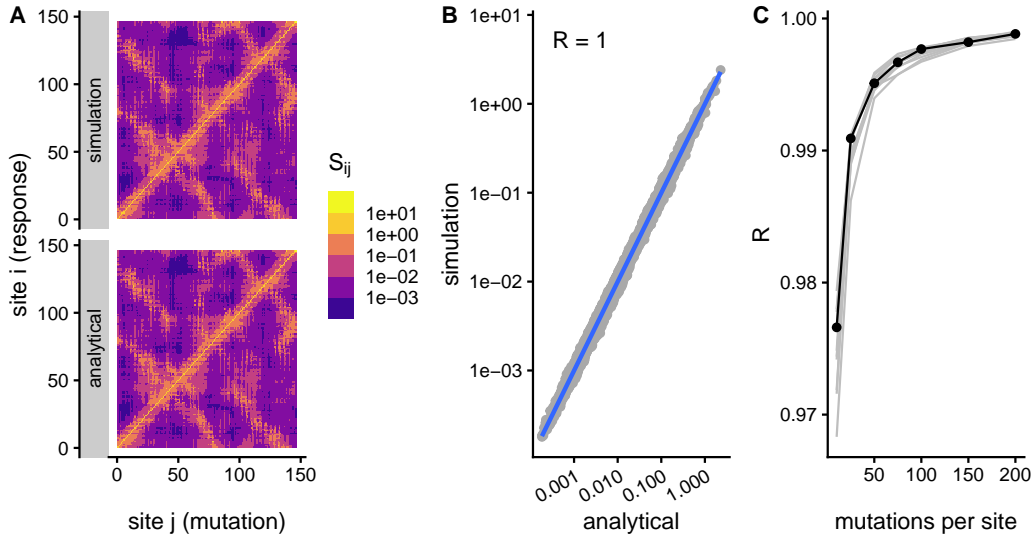 A
simulation
150
100
50
0
analytical
150
100
50
0
site i (response)
0
50
100
150
site j (mutation)
Sij
1e+01
1e+00
1e−01
1e−02
1e−03
B
R = 1
1e+01
1e+00
1e−01
1e−02
1e−03
simulation
0.001
0.010
0.100
1.000
analytical
C
1.00
0.99
0.98
0.97
R
50
100
150
200
mutations per site